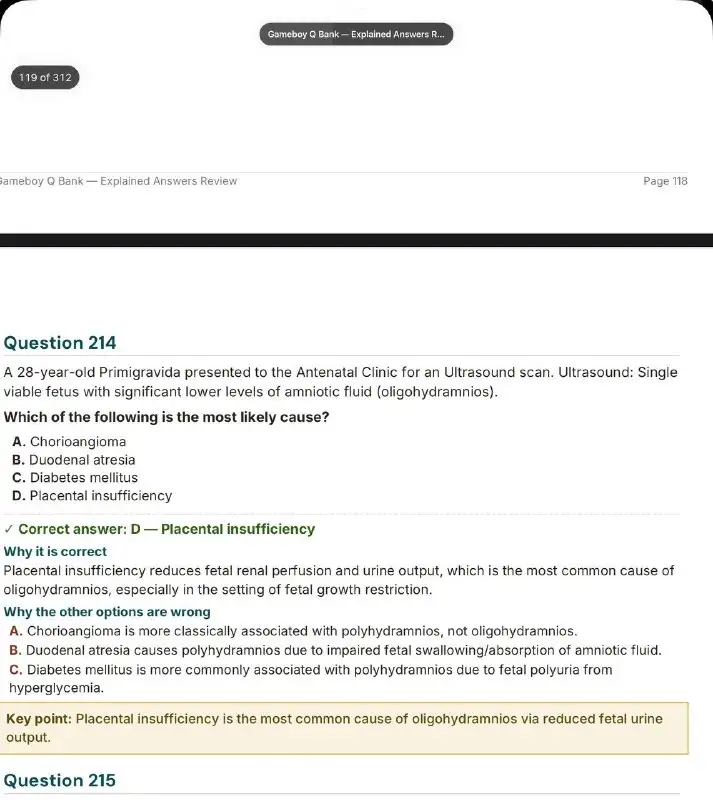 Gameboy Q Bank — Explained Answers R...
119 of 312
Gameboy Q Bank — Explained Answers Review
Page 118
Question 214
A 28-year-old Primigravida presented to the Antenatal Clinic for an Ultrasound scan. Ultrasound: Single
viable fetus with significant lower levels of amniotic fluid (oligohydramnios).
Which of the following is the most likely cause?
A. Chorioangioma
B. Duodenal atresia
C. Diabetes mellitus
D. Placental insufficiency
✓ Correct answer: D — Placental insufficiency
Why it is correct
Placental insufficiency reduces fetal renal perfusion and urine output, which is the most common cause of
oligohydramnios, especially in the setting of fetal growth restriction.
Why the other options are wrong
A. Chorioangioma is more classically associated with polyhydramnios, not oligohydramnios.
B. Duodenal atresia causes polyhydramnios due to impaired fetal swallowing/absorption of amniotic fluid.
C. Diabetes mellitus is more commonly associated with polyhydramnios due to fetal polyuria from
hyperglycemia.
Key point: Placental insufficiency is the most common cause of oligohydramnios via reduced fetal urine
output.
Question 215